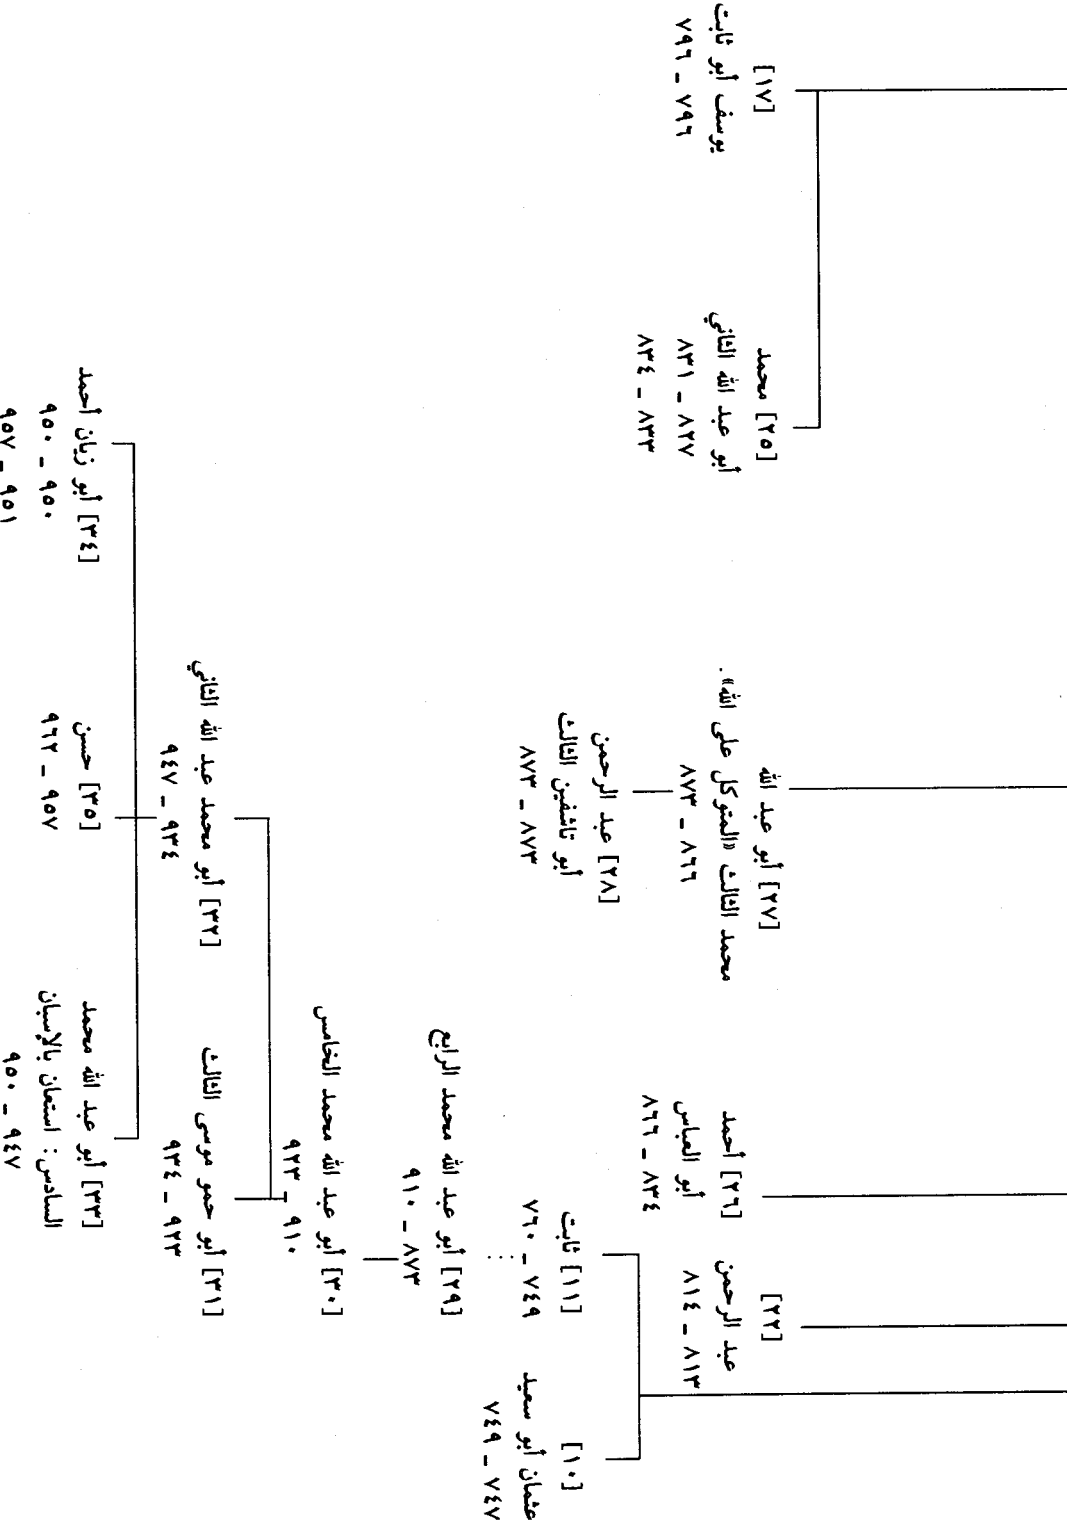 [١٠]
عثمان أبو سعيد
٧٤٧ - ٧٤٩
[١١] ثابت
٧٤٩ - ٧٦٠
[٢٢]
عبد الرحمن
٨١٣ - ٨١٤
[٢٦] أحمد
أبو العباس
٨٣٤ - ٨٦٦
[٢٧] أبو عبد الله
محمد الثالث «المتوكل على الله».
٨٦٦ - ٨٧٣
[٢٥] محمد
أبو عبد الله الثاني
٨٢٧ - ٨٣١
٨٣٣ - ٨٣٤
[١٧]
يوسف أبو ثابت
٧٩٦ - ٧٩٦
[٢٨] عبد الرحمن
أبو تاشفين الثالث
٨٧٣ - ٨٧٣
[٢٩] أبو عبد الله محمد الرابع
٨٧٣ - ٩١٠
[٣٠] أبو عبد الله محمد الخامس
٩١٠ - ٩٢٣
[٣١] أبو حمو موسى الثالث
٩٢٣ - ٩٣٤
[٣٢] أبو محمد عبد الله الثاني
٩٣٤ - ٩٤٧
[٣٣] أبو عبد الله محمد
السادس: استعان بالإسبان
٩٤٧ - ٩٥٠
[٣٥] حسن
٩٥٧ - ٩٦٢
[٣٤] أبو زيان أحمد
٩٥٠ - ٩٥٠
٩٥١ - ٩٥٧